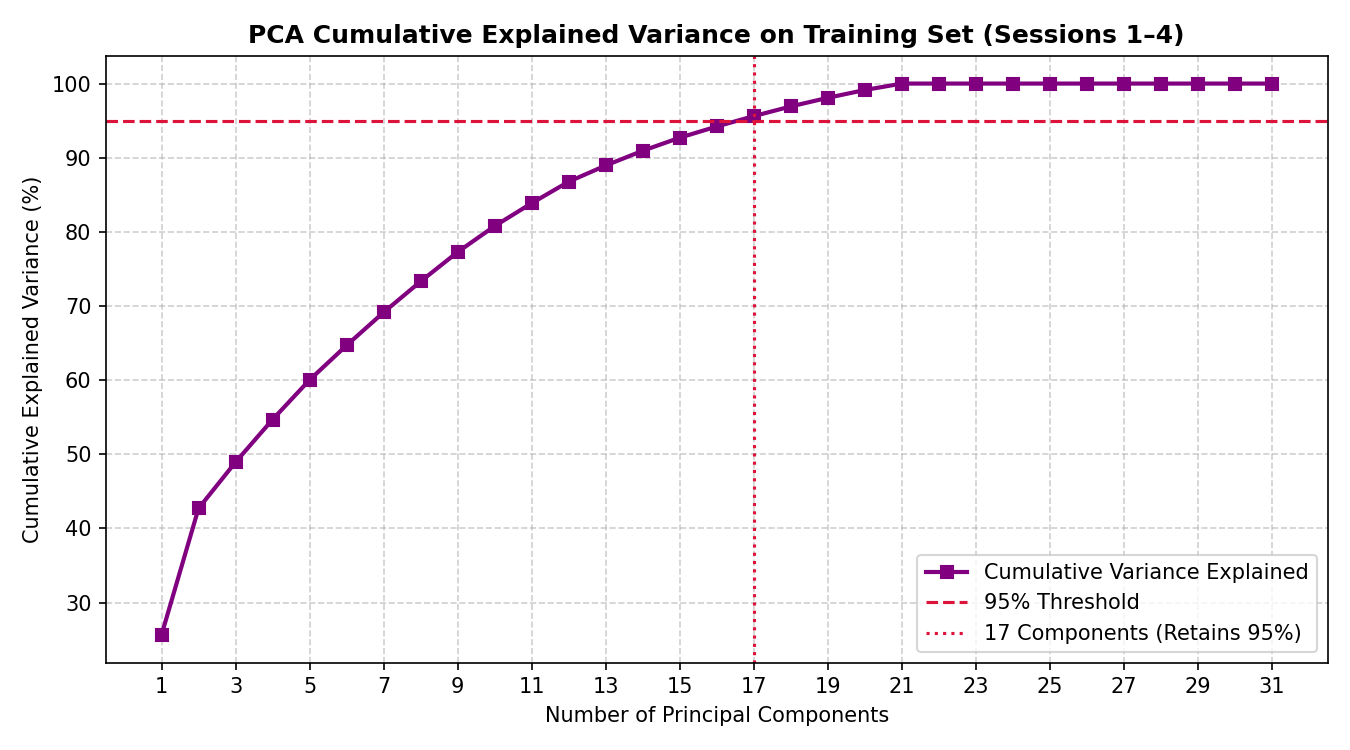 PCA Cumulative Explained Variance on Training Set (Sessions 1–4)
Cumulative Explained Variance (%)
100
90
80
70
60
50
40
30
Cumulative Variance Explained
95% Threshold
17 Components (Retains 95%)
1 3 5 7 9 11 13 15 17 19 21 23 25 27 29 31
Number of Principal Components